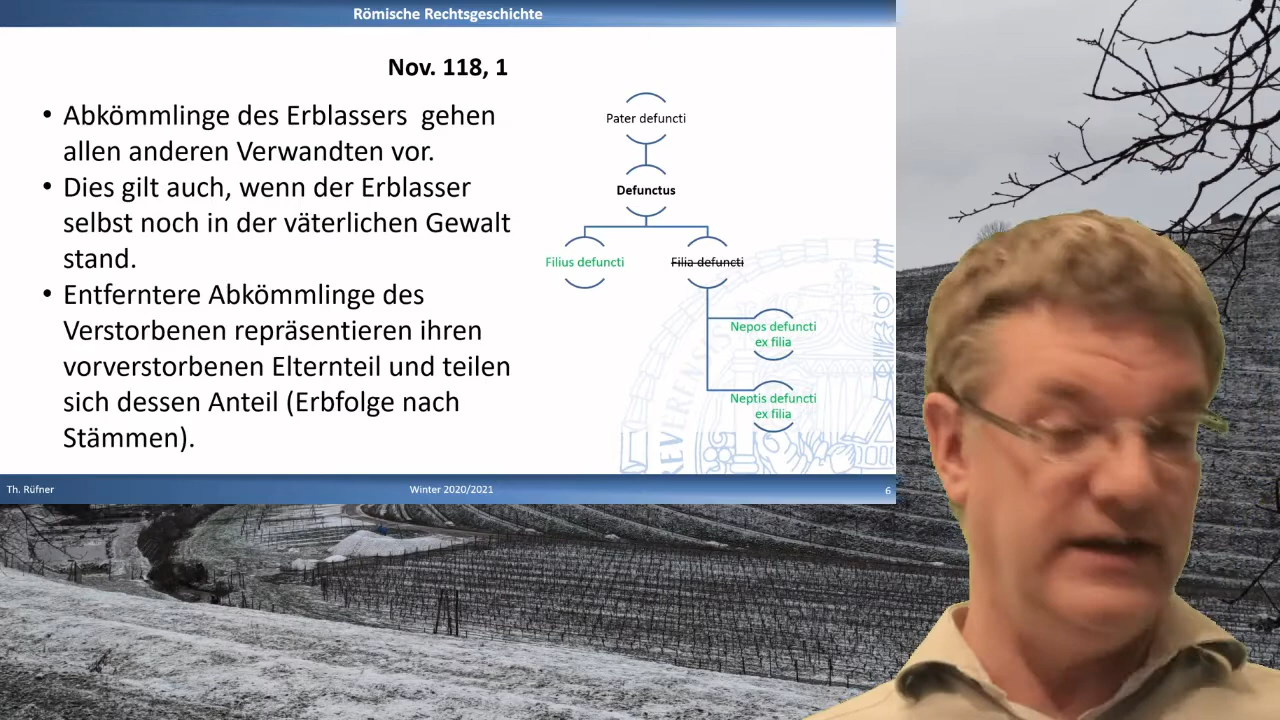 Römische Rechtsgeschichte
Nov. 118, 1
• Abkömmlinge des Erblassers gehen
allen anderen Verwandten vor.
• Dies gilt auch, wenn der Erblasser
selbst noch in der väterlichen Gewalt
stand.
• Entferntere Abkömmlinge des
Verstorbenen repräsentieren ihren
vorverstorbenen Elternteil und teilen
sich dessen Anteil (Erbfolge nach
Stämmen).
Pater defuncti
Defunctus
Filius defuncti
Filia defuncti
Nepos defuncti
ex filia
Neptis defuncti
ex filia
REVERENSI
Th. Rüfner
Winter 2020/2021
6